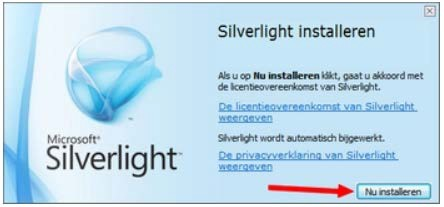 Silverlight installeren
Als u op Nu installeren klikt, gaat u akkoord met
de licentieovereenkomst van Silverlight.
De licentieovereenkomst van Silverlight
weergeven
Silverlight wordt automatisch bijgewerkt.
De privacyverklaring van Silverlight
weergeven
Microsoft®
Silverlight™
Nu installeren